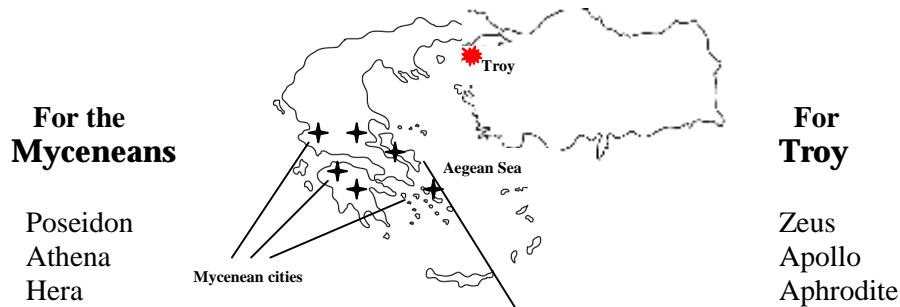 Troy
For the
Myceneans
For
Troy
Aegean Sea
Poseidon
Athena
Hera
Mycenean cities
Zeus
Apollo
Aphrodite